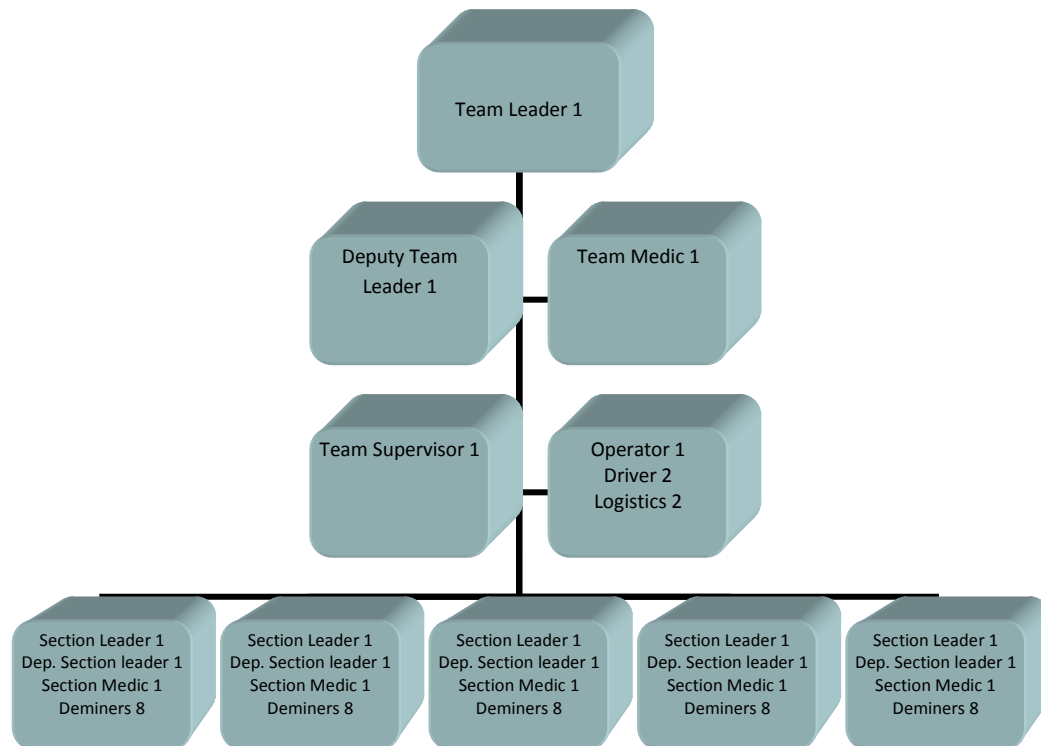 Team Leader 1
Deputy Team
Leader 1
Team Medic 1
Team Supervisor 1
Operator 1
Driver 2
Logistics 2
Section Leader 1
Dep. Section leader 1
Section Medic 1
Deminers 8
Section Leader 1
Dep. Section leader 1
Section Medic 1
Deminers 8
Section Leader 1
Dep. Section leader 1
Section Medic 1
Deminers 8
Section Leader 1
Dep. Section leader 1
Section Medic 1
Deminers 8
Section Leader 1
Dep. Section leader 1
Section Medic 1
Deminers 8